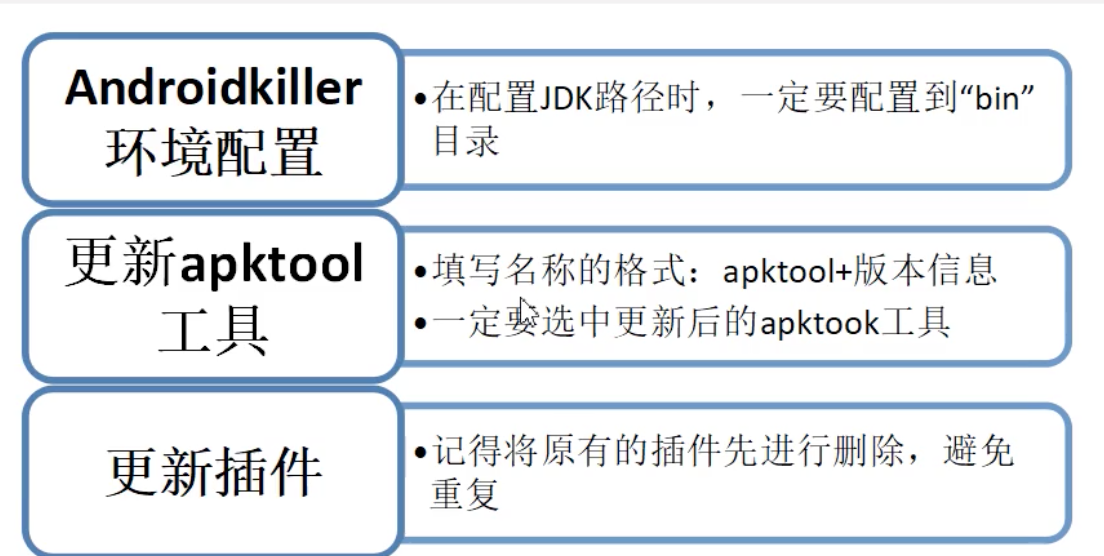 Androidkiller
环境配置
•在配置JDK路径时，一定要配置到“bin”
目录
更新apktool
工具
•填写名称的格式：apktool+版本信息
•一定要选中更新后的apktook工具
更新插件
•记得将原有的插件先进行删除，避免
重复